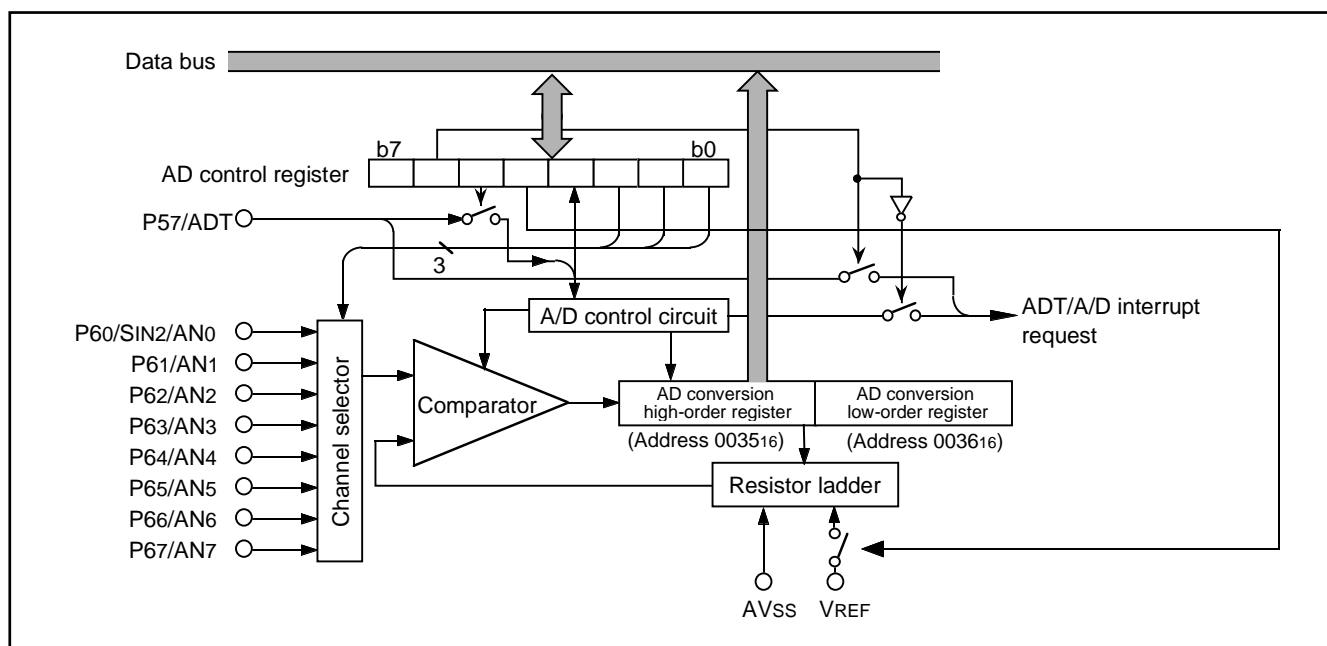 Data bus
b7
b0
AD control register
P57/ADT
3
A/D control circuit
ADT/A/D interrupt
request
P60/SIN2/AN0
P61/AN1
P62/AN2
P63/AN3
P64/AN4
P65/AN5
P66/AN6
P67/AN7
Channel selector
Comparator
AD conversion
high-order register
AD conversion
low-order register
(Address 003516)
(Address 003616)
Resistor ladder
AVSS
VREF